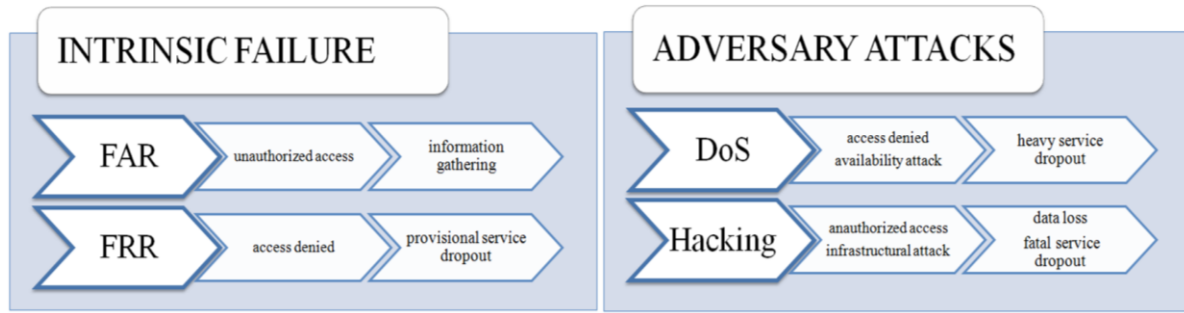 INTRINSIC FAILURE
FAR
unauthorized access
information
gathering
FRR
access denied
provisional service
dropout
ADVERSARY ATTACKS
DoS
access denied
availability attack
heavy service
dropout
Hacking
anauthorized access
infrastructural attack
data loss
fatal service
dropout